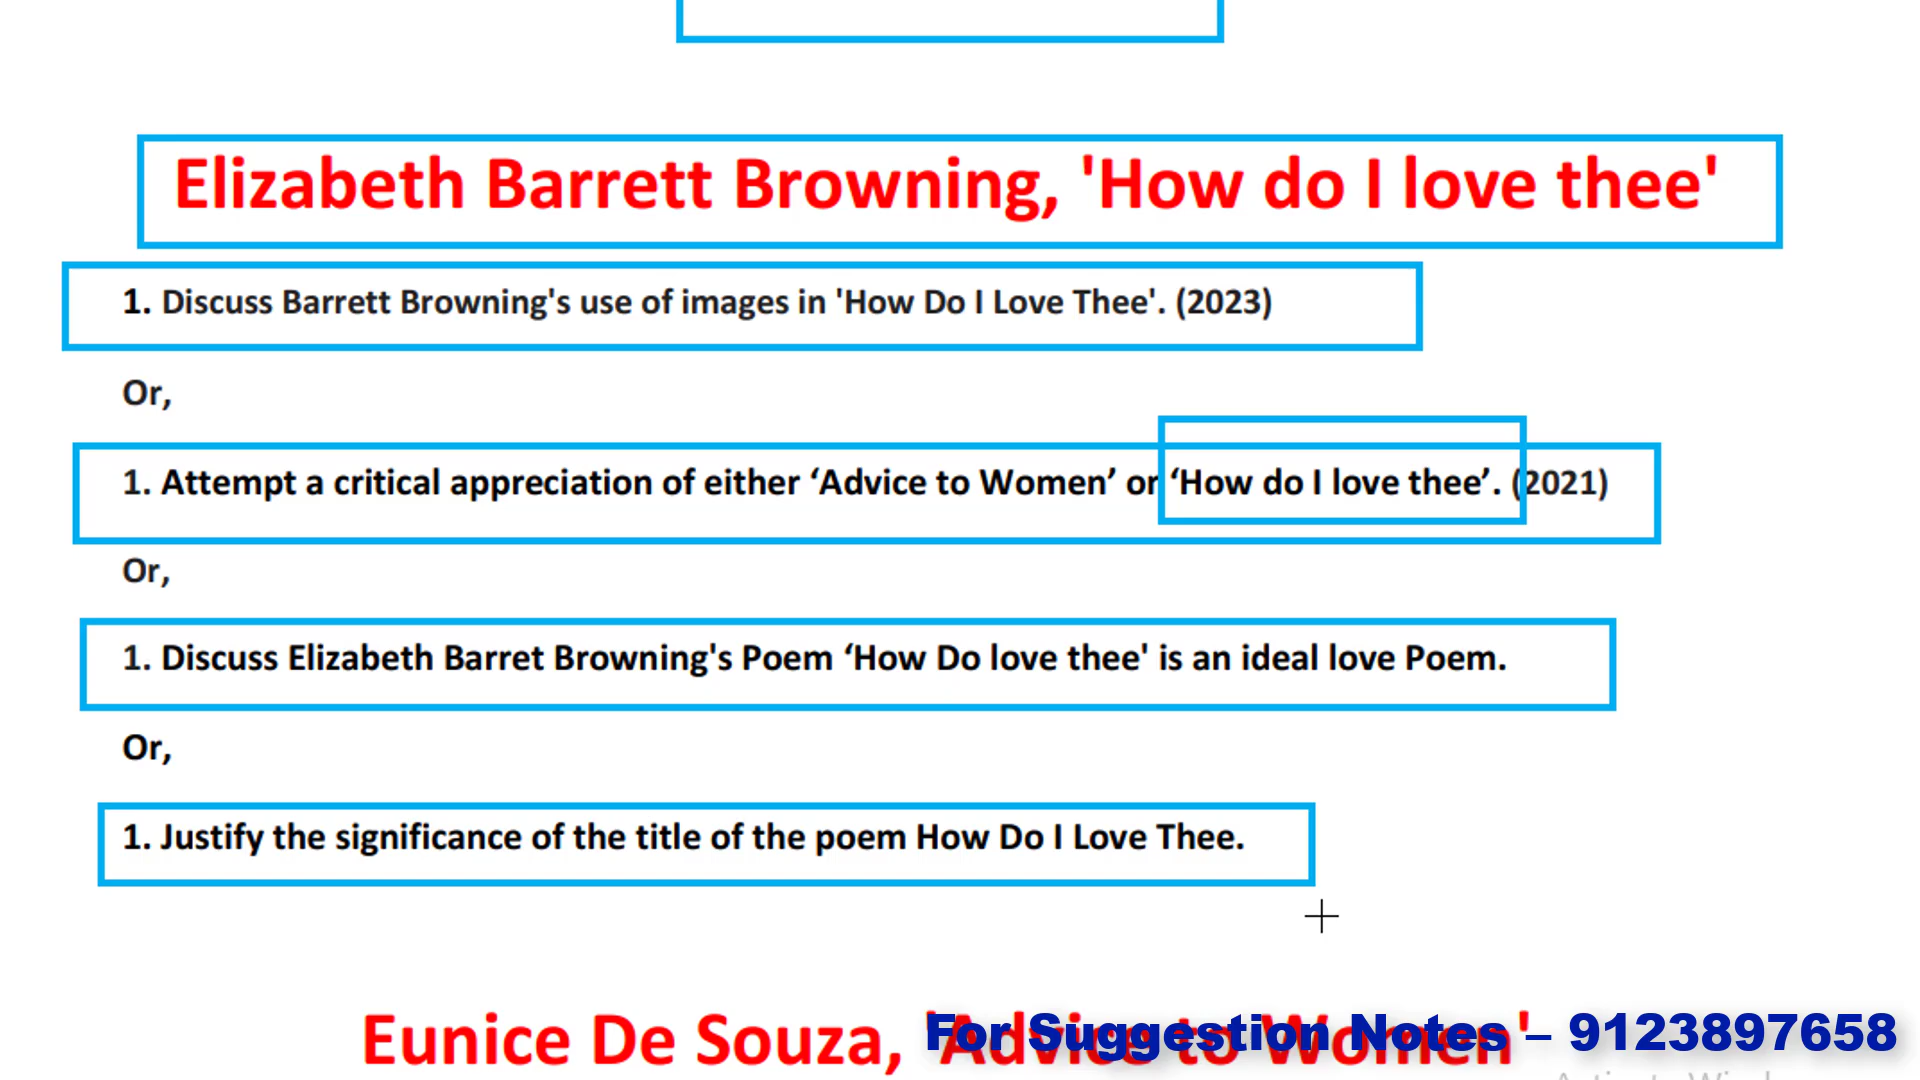 Elizabeth Barrett Browning, 'How do I love thee'
1. Discuss Barrett Browning's use of images in 'How Do I Love Thee'. (2023)
Or,
1. Attempt a critical appreciation of either ‘Advice to Women’ or ‘How do I love thee’. (2021)
Or,
1. Discuss Elizabeth Barret Browning's Poem ‘How Do love thee' is an ideal love Poem.
Or,
1. Justify the significance of the title of the poem How Do I Love Thee.
Eunice De Souza, 'Advice to Women'
For Suggestion Notes – 9123897658